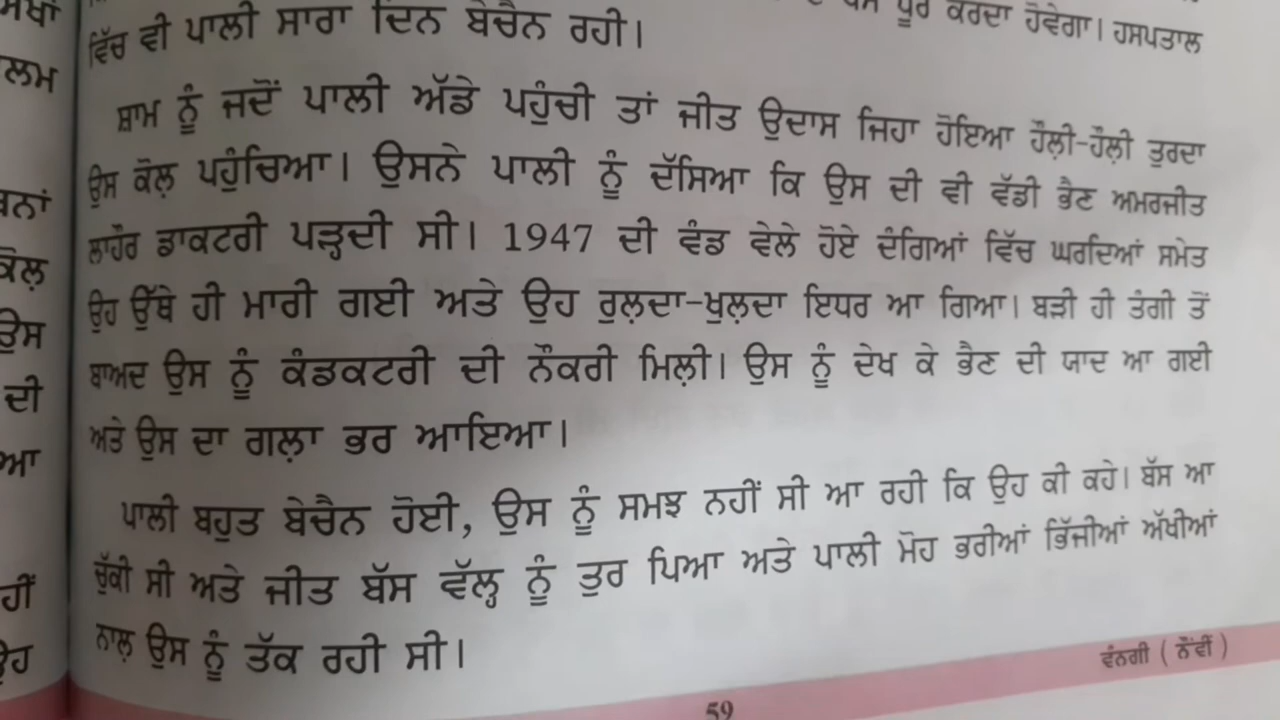 ਪੂਰ ਕਰਦਾ ਹੋਵੇਗਾ। ਹਸਪਤਾਲ
ਵਿੱਚ ਵੀ ਪਾਲੀ ਸਾਰਾ ਦਿਨ ਬੇਚੈਨ ਰਹੀ।
ਸ਼ਾਮ ਨੂੰ ਜਦੋਂ ਪਾਲੀ ਅੱਡੇ ਪਹੁੰਚੀ ਤਾਂ ਜੀਤ ਉਦਾਸ ਜਿਹਾ ਹੋਇਆ ਹੌਲ਼ੀ-ਹੌਲ਼ੀ ਤੁਰਦਾ
ਉਸ ਕੋਲ਼ ਪਹੁੰਚਿਆ। ਉਸਨੇ ਪਾਲੀ ਨੂੰ ਦੱਸਿਆ ਕਿ ਉਸ ਦੀ ਵੀ ਵੱਡੀ ਭੈਣ ਅਮਰਜੀਤ
ਲਾਹੌਰ ਡਾਕਟਰੀ ਪੜ੍ਹਦੀ ਸੀ। 1947 ਦੀ ਵੰਡ ਵੇਲੇ ਹੋਏ ਦੰਗਿਆਂ ਵਿੱਚ ਘਰਦਿਆਂ ਸਮੇਤ
ਉਹ ਉੱਥੇ ਹੀ ਮਾਰੀ ਗਈ ਅਤੇ ਉਹ ਰੁਲ਼ਦਾ-ਖੁਲ਼ਦਾ ਇਧਰ ਆ ਗਿਆ। ਬੜੀ ਹੀ ਤੰਗੀ ਤੋਂ
ਬਾਅਦ ਉਸ ਨੂੰ ਕੰਡਕਟਰੀ ਦੀ ਨੌਕਰੀ ਮਿਲ਼ੀ। ਉਸ ਨੂੰ ਦੇਖ ਕੇ ਭੈਣ ਦੀ ਯਾਦ ਆ ਗਈ
ਅਤੇ ਉਸ ਦਾ ਗਲ਼ਾ ਭਰ ਆਇਆ।
ਪਾਲੀ ਬਹੁਤ ਬੇਚੈਨ ਹੋਈ, ਉਸ ਨੂੰ ਸਮਝ ਨਹੀਂ ਸੀ ਆ ਰਹੀ ਕਿ ਉਹ ਕੀ ਕਹੇ। ਬੱਸ ਆ
ਚੁੱਕੀ ਸੀ ਅਤੇ ਜੀਤ ਬੱਸ ਵੱਲ੍ਹ ਨੂੰ ਤੁਰ ਪਿਆ ਅਤੇ ਪਾਲੀ ਮੋਹ ਭਰੀਆਂ ਭਿੱਜੀਆਂ ਅੱਖੀਆਂ
ਨਾਲ਼ ਉਸ ਨੂੰ ਤੱਕ ਰਹੀ ਸੀ।
ਵੰਨਗੀ ( ਨੌਵੀਂ )
59